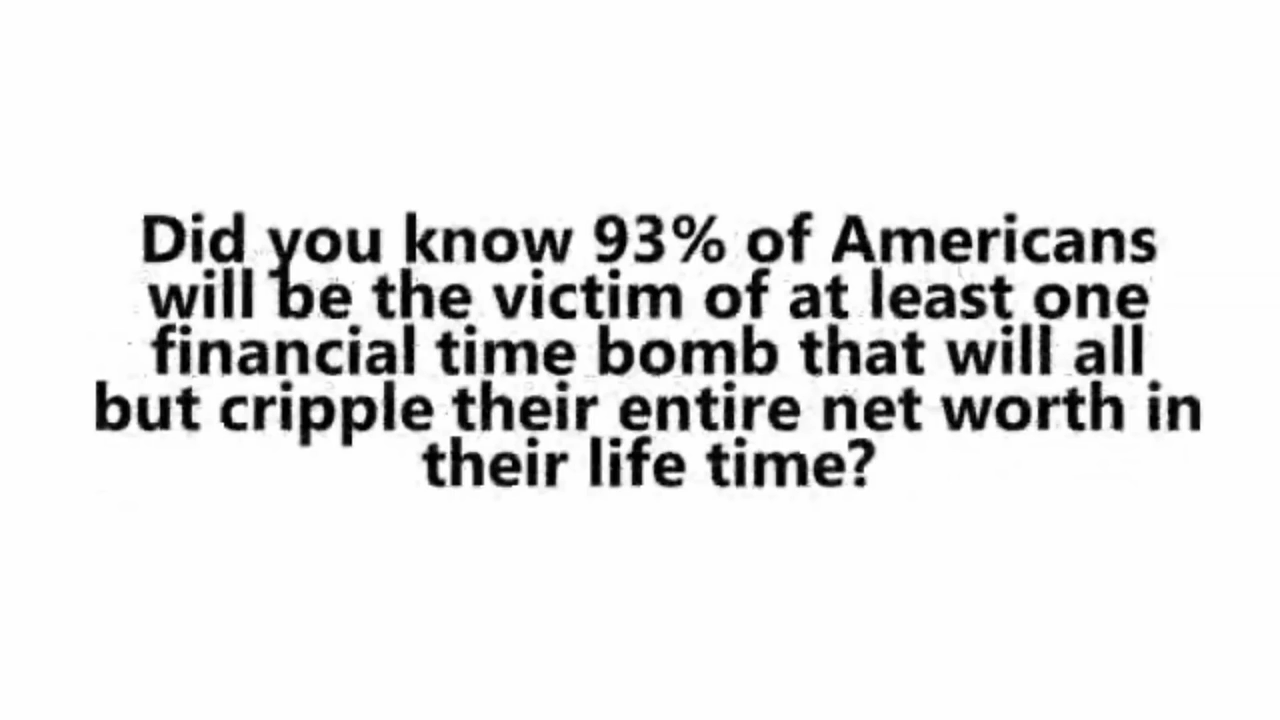 Did you know 93% of Americans
will be the victim of at least one
financial time bomb that will all
but cripple their entire net worth in
their life time?